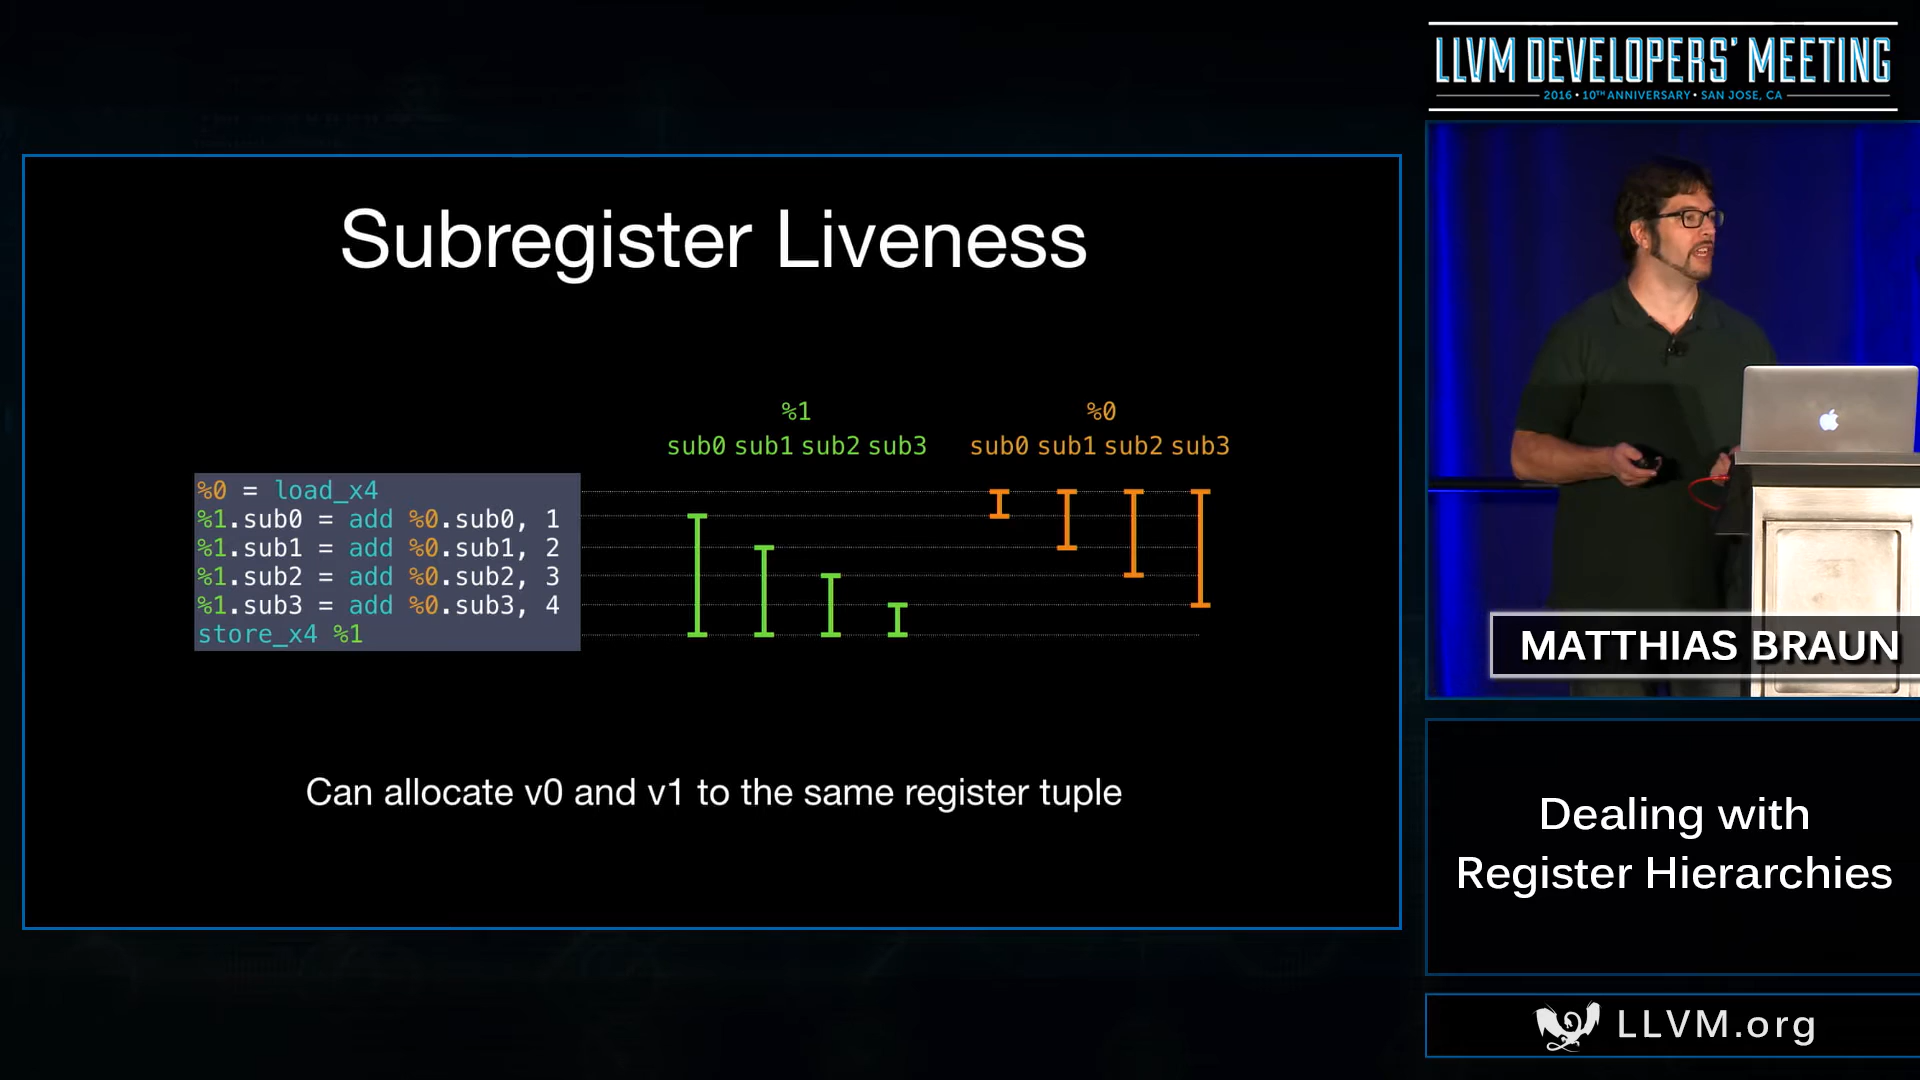 LLVM DEVELOPERS' MEETING
2016 • 10TH ANNIVERSARY • SAN JOSE, CA
Subregister Liveness
%1
%0
sub0 sub1 sub2 sub3
sub0 sub1 sub2 sub3
%0 = load_x4
%1.sub0 = add %0.sub0, 1
%1.sub1 = add %0.sub1, 2
%1.sub2 = add %0.sub2, 3
%1.sub3 = add %0.sub3, 4
store_x4 %1
Can allocate v0 and v1 to the same register tuple
MATTHIAS BRAUN
Dealing with
Register Hierarchies
LLVM.org